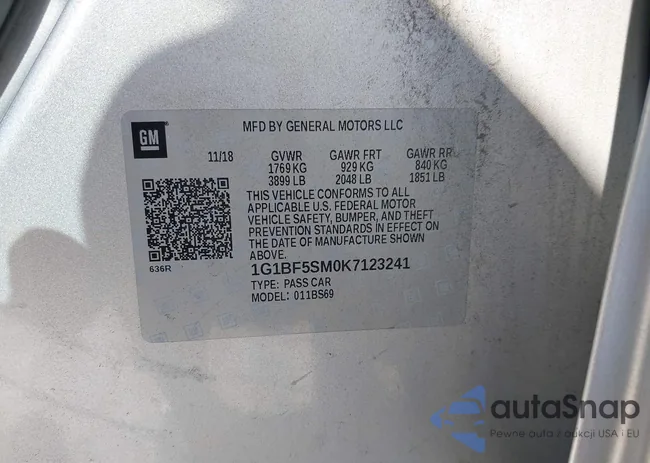 GM
MFD BY GENERAL MOTORS LLC
11/18 GVWR GAWR FRT GAWR RR
1769 KG 929 KG 840 KG
3899 LB 2048 LB 1851 LB
THIS VEHICLE CONFORMS TO ALL
APPLICABLE U.S. FEDERAL MOTOR
VEHICLE SAFETY, BUMPER, AND THEFT
PREVENTION STANDARDS IN EFFECT ON
THE DATE OF MANUFACTURE SHOWN
ABOVE.
636R
1G1BF5SM0K7123241
TYPE: PASS CAR
MODEL: 011BS69
autaSnap
Pewne auta z aukcji USA i EU